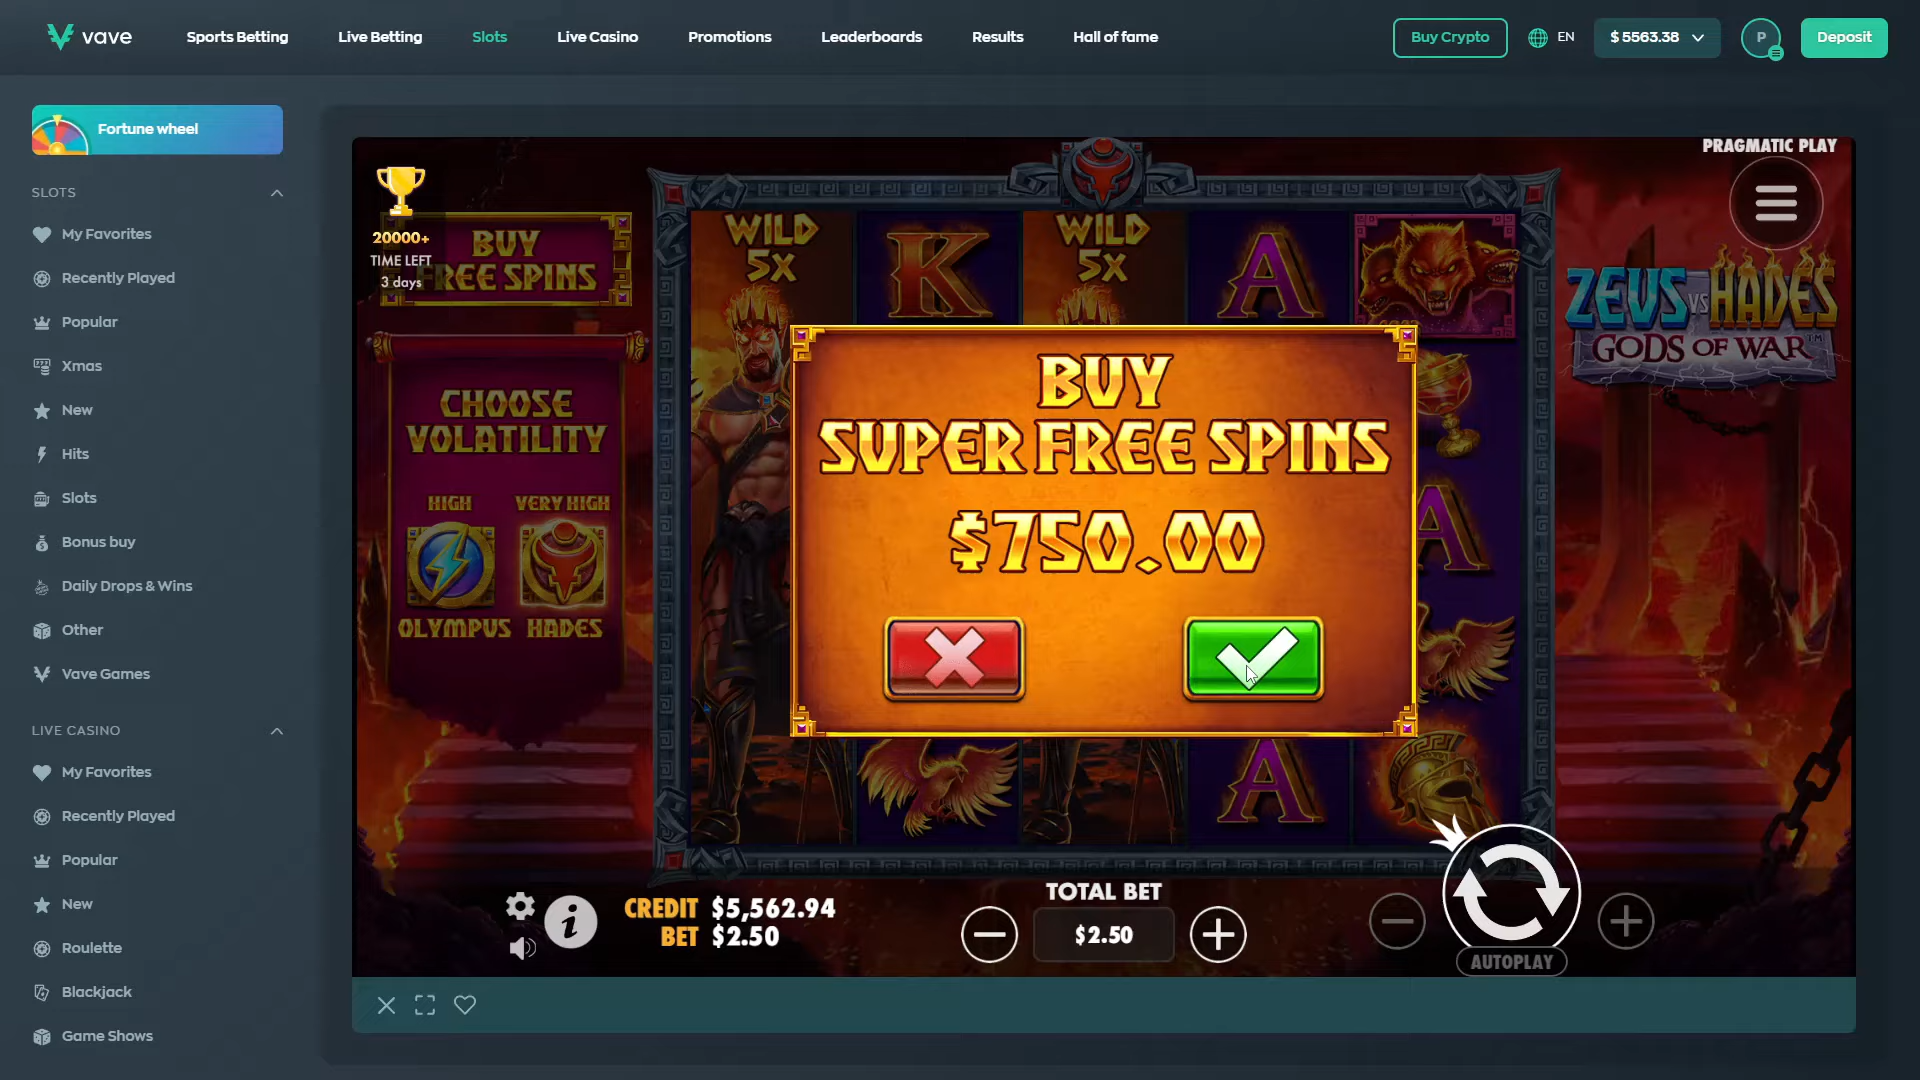 vave
Sports Betting
Live Betting
Slots
Live Casino
Promotions
Leaderboards
Results
Hall of fame
Buy Crypto
EN
$ 5563.38
P
Deposit
Fortune wheel
SLOTS
My Favorites
Recently Played
Popular
Xmas
New
Hits
Slots
Bonus buy
Daily Drops & Wins
Other
Vave Games
LIVE CASINO
My Favorites
Recently Played
Popular
New
Roulette
Blackjack
Game Shows
PRAGMATIC PLAY
20000+
TIME LEFT
3 days
BUY
FREE SPINS
CHOOSE
VOLATILITY
HIGH
VERY HIGH
OLYMPUS
HADES
WILD
5X
K
WILD
5X
A
ZEUS VS HADES
GODS OF WAR™
BUY
SUPER FREE SPINS
$750.00
A
A
CREDIT $5,562.94
BET $2.50
TOTAL BET
$2.50
AUTOPLAY